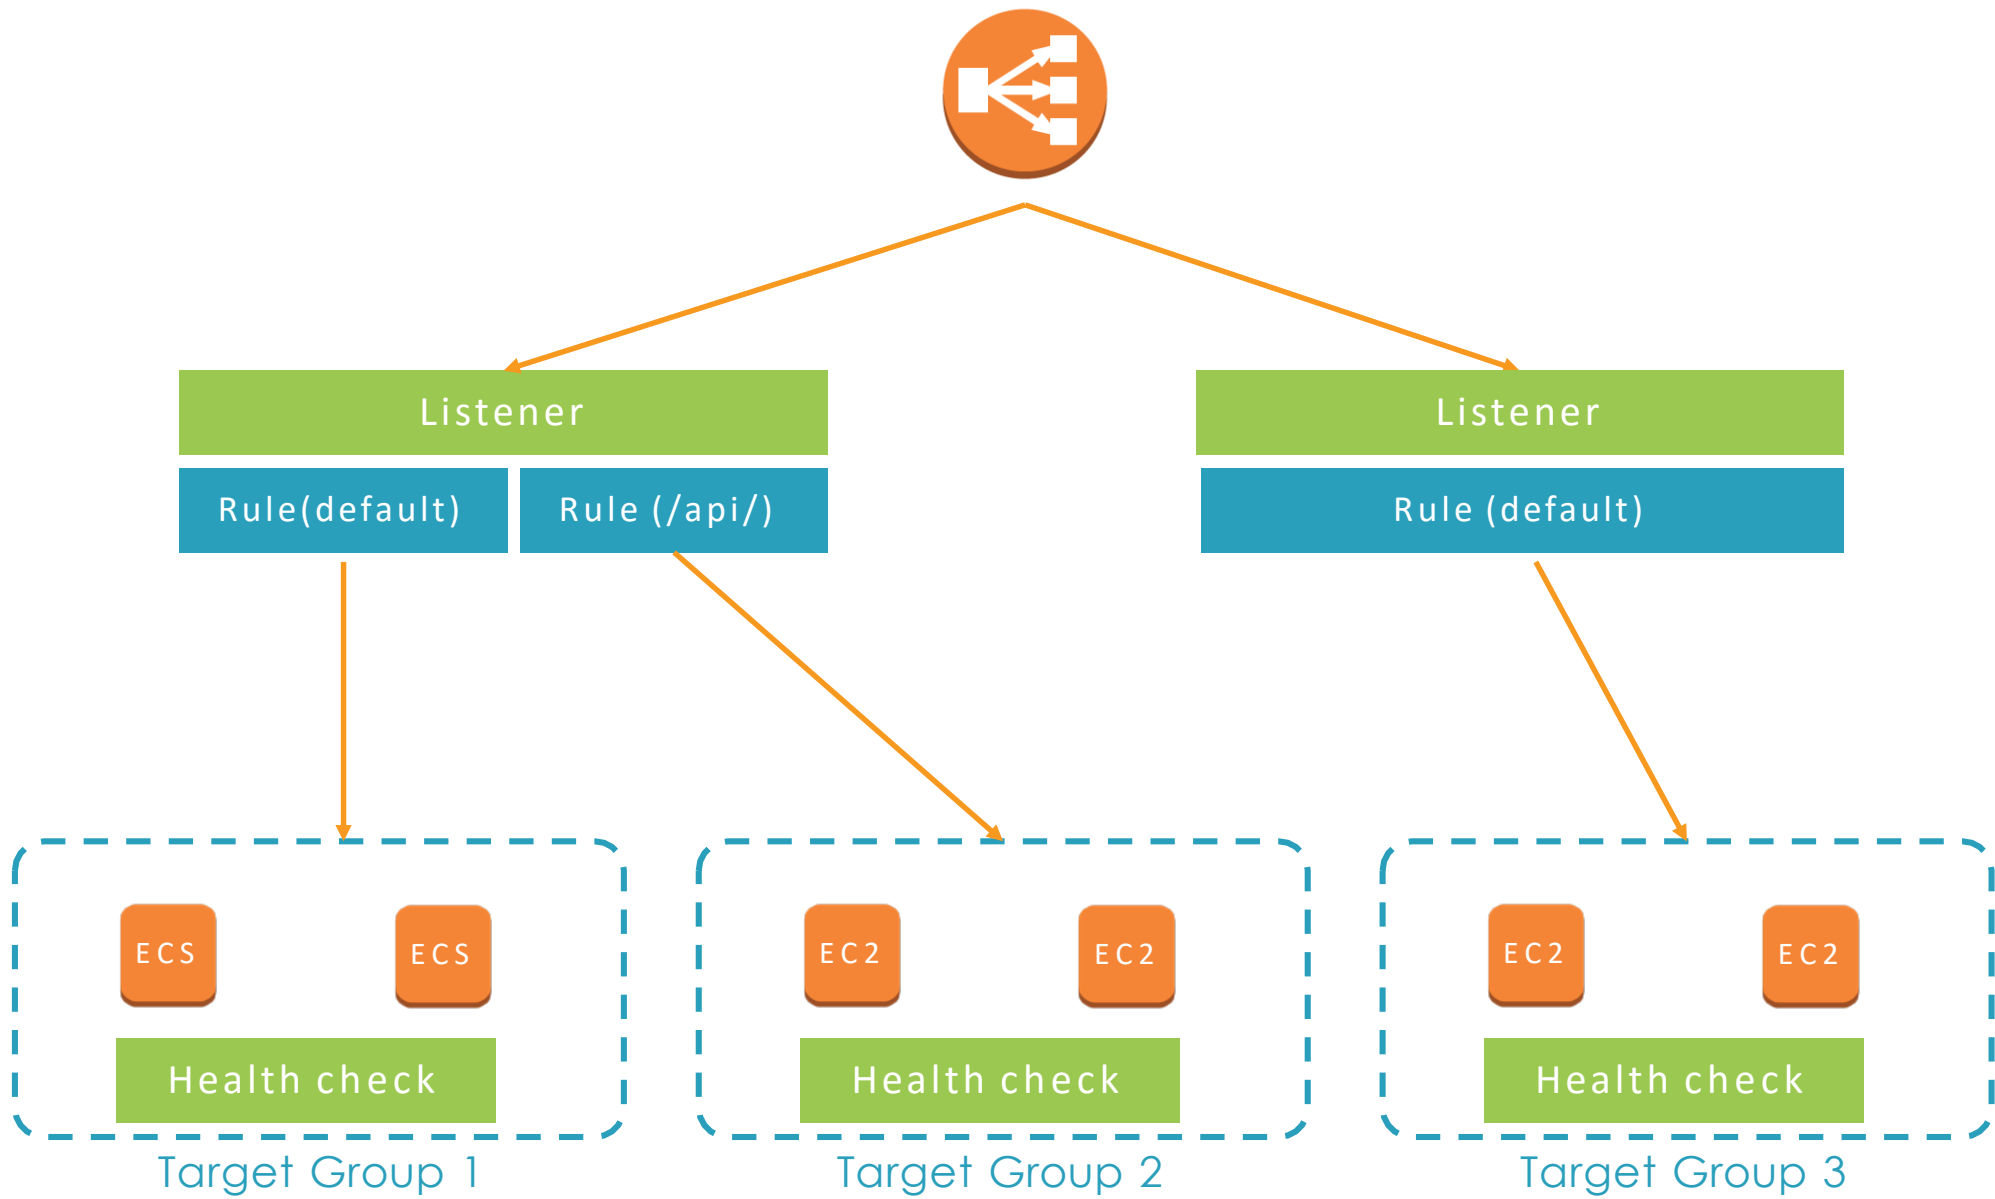 Listener
Listener
Rule(default)
Rule (/api/)
Rule (default)
ECS
ECS
EC2
EC2
EC2
EC2
Health check
Health check
Health check
Target Group 1
Target Group 2
Target Group 3